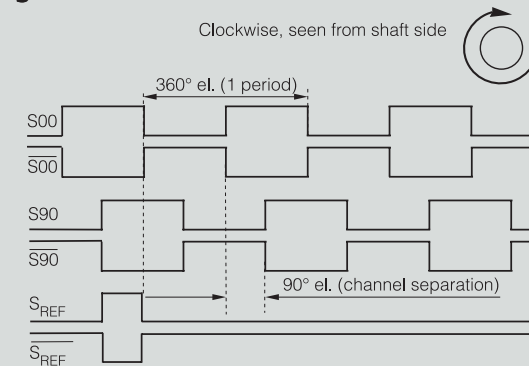 Clockwise, seen from shaft side
360° el. (1 period)
S00
S00
S90
S90
90° el. (channel separation)
SREF
SREF